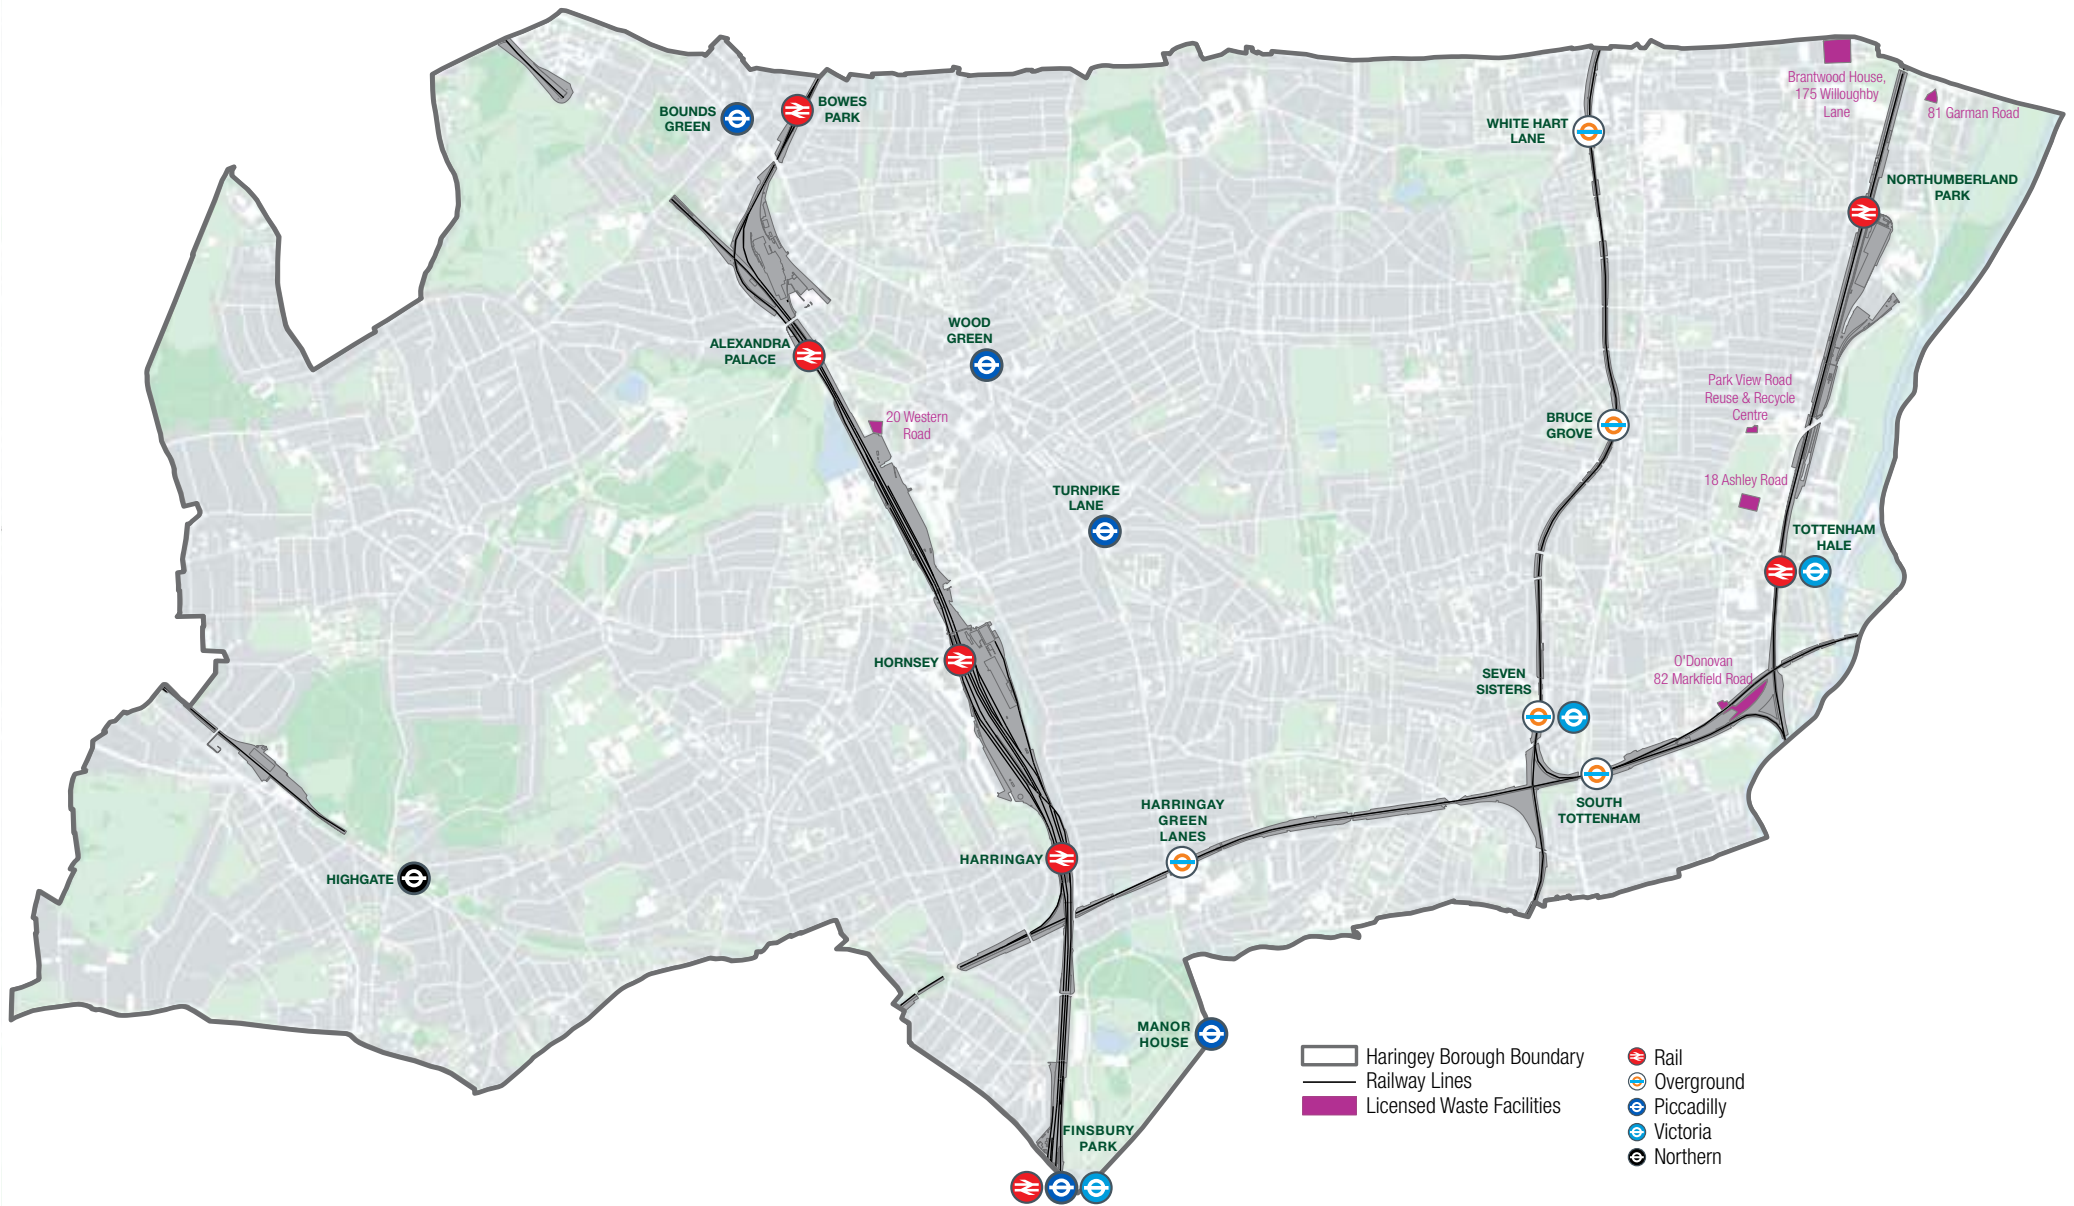 BOUNDS
GREEN
BOWES
PARK
WHITE HART
LANE
Brantwood House,
175 Willoughby
Lane
81 Garman Road
NORTHUMBERLAND
PARK
ALEXANDRA
PALACE
WOOD
GREEN
20 Western
Road
BRUCE
GROVE
Park View Road
Reuse & Recycle
Centre
18 Ashley Road
TURNPIKE
LANE
TOTTENHAM
HALE
HORNSEY
SEVEN
SISTERS
O'Donovan
82 Markfield Road
HARRINGAY
GREEN
LANES
SOUTH
TOTTENHAM
HARRINGAY
HIGHGATE
MANOR
HOUSE
FINSBURY
PARK
Haringey Borough Boundary
Railway Lines
Licensed Waste Facilities
Rail
Overground
Piccadilly
Victoria
Northern